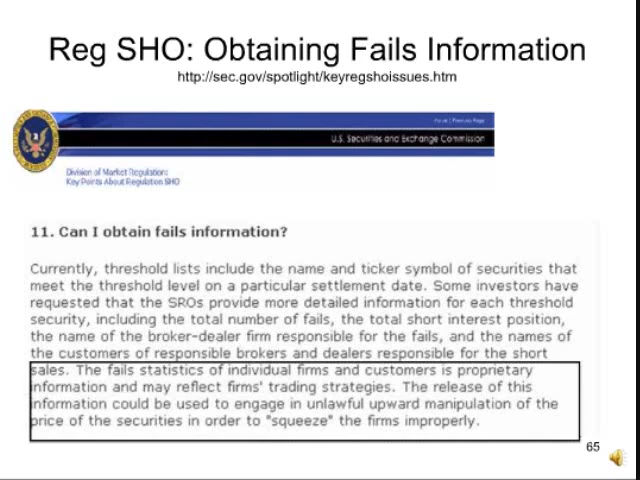 Reg SHO: Obtaining Fails Information
http://sec.gov/spotlight/keyregshoissues.htm
Home | Previous Page
U.S. Securities and Exchange Commission
Division of Market Regulation:
Key Points About Regulation SHO
11. Can I obtain fails information?
Currently, threshold lists include the name and ticker symbol of securities that
meet the threshold level on a particular settlement date. Some investors have
requested that the SROs provide more detailed information for each threshold
security, including the total number of fails, the total short interest position,
the name of the broker-dealer firm responsible for the fails, and the names of
the customers of responsible brokers and dealers responsible for the short
sales. The fails statistics of individual firms and customers is proprietary
information and may reflect firms' trading strategies. The release of this
information could be used to engage in unlawful upward manipulation of the
price of the securities in order to "squeeze" the firms improperly.
65